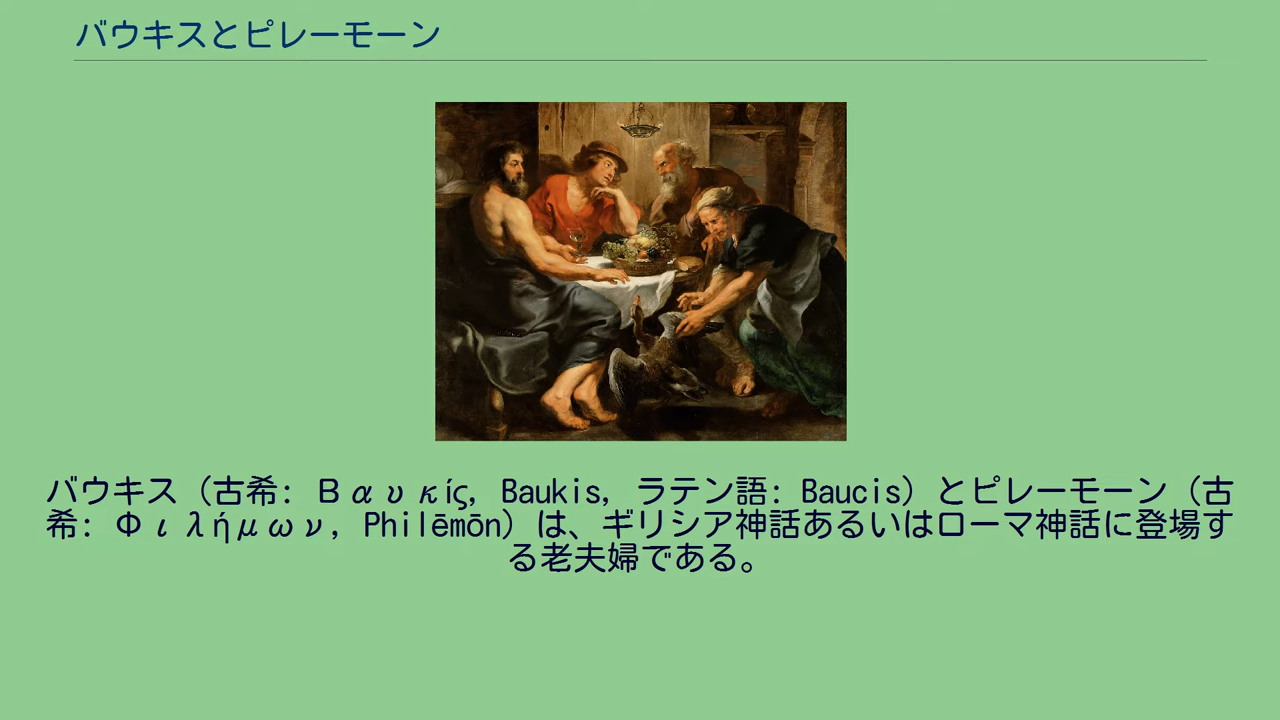 バウキスとピレーモーン
バウキス（古希: Βαυκίς, Baukis, ラテン語: Baucis）とピレーモーン（古
希: Φιλήμων, Philēmōn）は、ギリシア神話あるいはローマ神話に登場す
る老夫婦である。